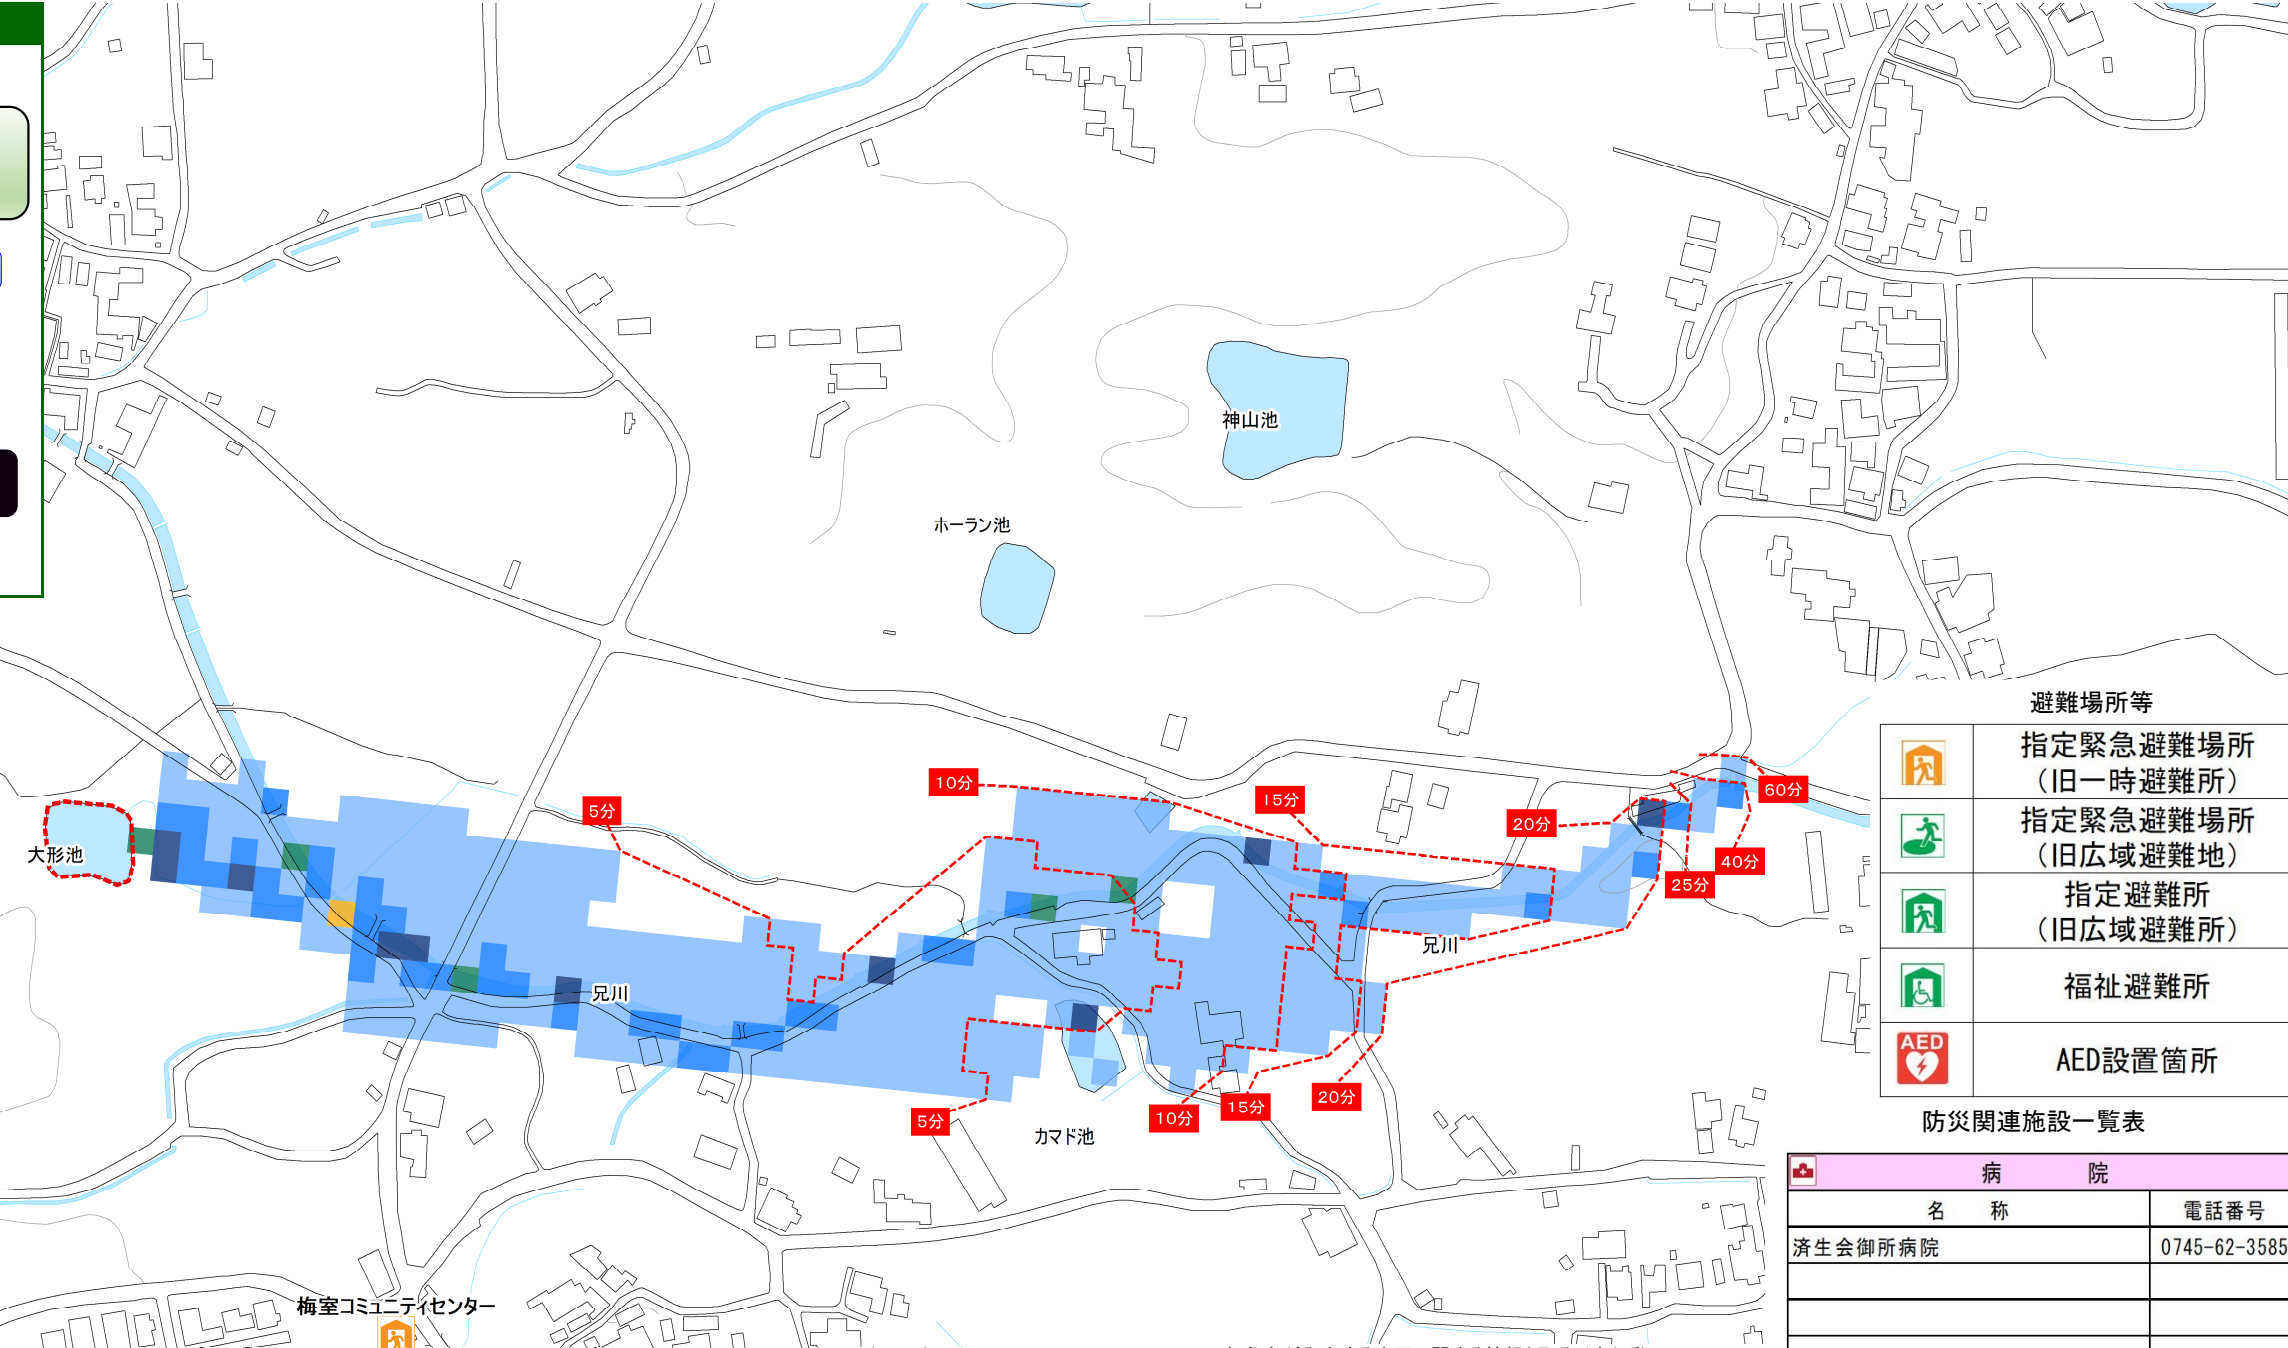 神山池
ホーラン池
避難場所等
指定緊急避難場所
（旧一時避難所）
10分
60分
5分
15分
20分
指定緊急避難場所
（旧広域避難地）
大形池
40分
25分
指定避難所
（旧広域避難所）
兄川
兄川
福祉避難所
AED
AED設置箇所
5分
10分
15分
20分
カマド池
防災関連施設一覧表
病 院
名 称
電話番号
済生会御所病院
0745-62-3585
梅室コミュニティセンター